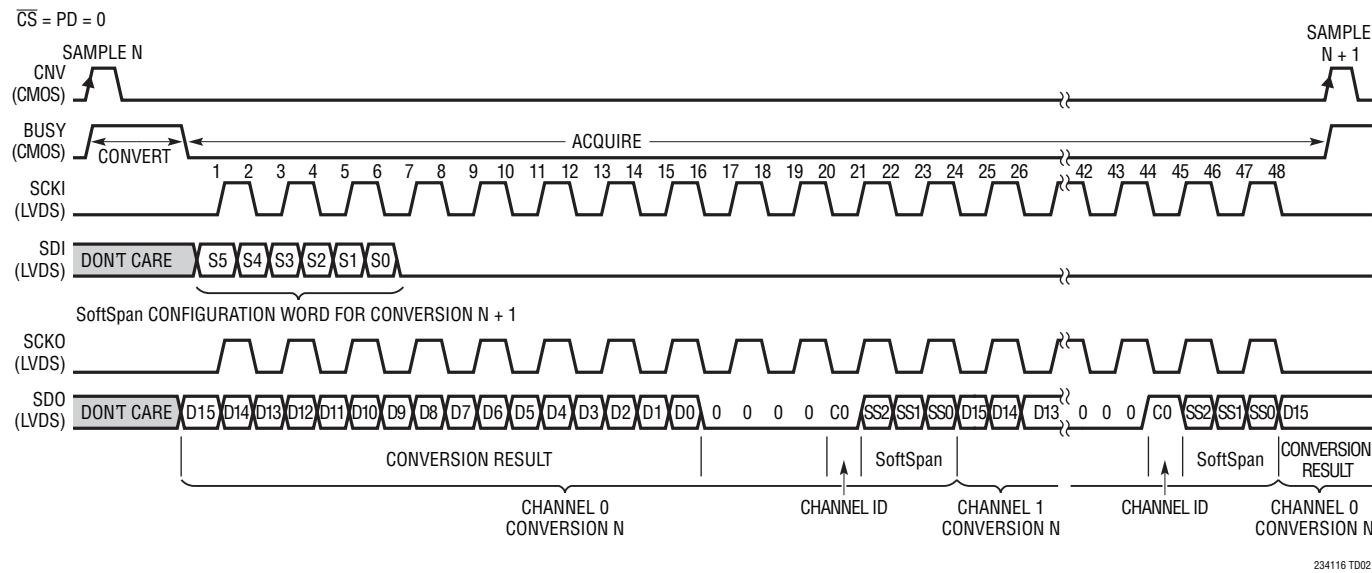 CS = PD = 0
SAMPLE N
SAMPLE
N + 1
CNV
(CMOS)
BUSY
(CMOS)
CONVERT
ACQUIRE
1 2 3 4 5 6 7 8 9 10 11 12 13 14 15 16 17 18 19 20 21 22 23 24 25 26 42 43 44 45 46 47 48
SCKI
(LVDS)
SDI
(LVDS)
DON'T CARE S5 S4 S3 S2 S1 S0
SoftSpan CONFIGURATION WORD FOR CONVERSION N + 1
SCKO
(LVDS)
SDO
(LVDS)
DON'T CARE D15 D14 D13 D12 D11 D10 D9 D8 D7 D6 D5 D4 D3 D2 D1 D0 0 0 0 0 C0 SS2 SS1 SS0 D15 D14 D13 0 0 0 C0 SS2 SS1 SS0 D15
CONVERSION RESULT
SoftSpan
SoftSpan
CONVERSION
RESULT
CHANNEL 0
CONVERSION N
CHANNEL ID
CHANNEL 1
CONVERSION N
CHANNEL ID
CHANNEL 0
CONVERSION N
234116 TD02